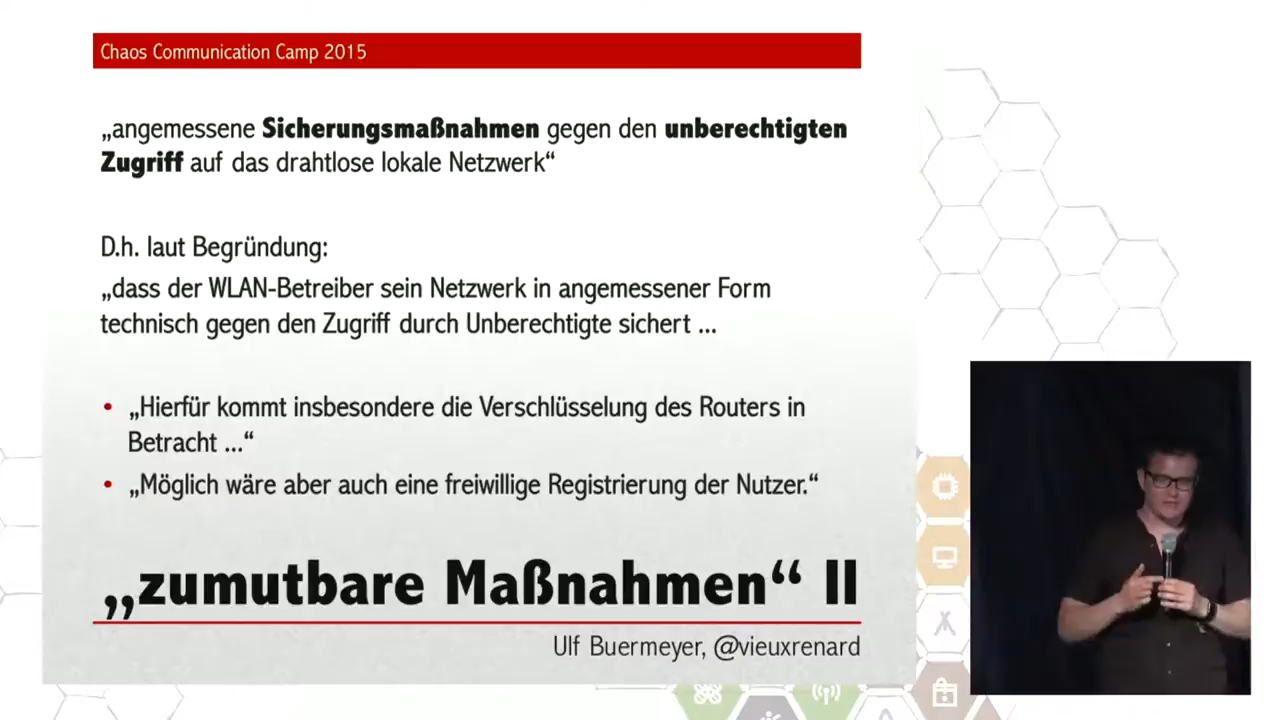 Chaos Communication Camp 2015
„angemessene Sicherungsmaßnahmen gegen den unberechtigten
Zugriff auf das drahtlose lokale Netzwerk“
D.h. laut Begründung:
„dass der WLAN-Betreiber sein Netzwerk in angemessener Form
technisch gegen den Zugriff durch Unberechtigte sichert ...
• „Hierfür kommt insbesondere die Verschlüsselung des Routers in
Betracht ...“
• „Möglich wäre aber auch eine freiwillige Registrierung der Nutzer.“
„zumutbare Maßnahmen“ II
Ulf Buermeyer, @vieuxrenard